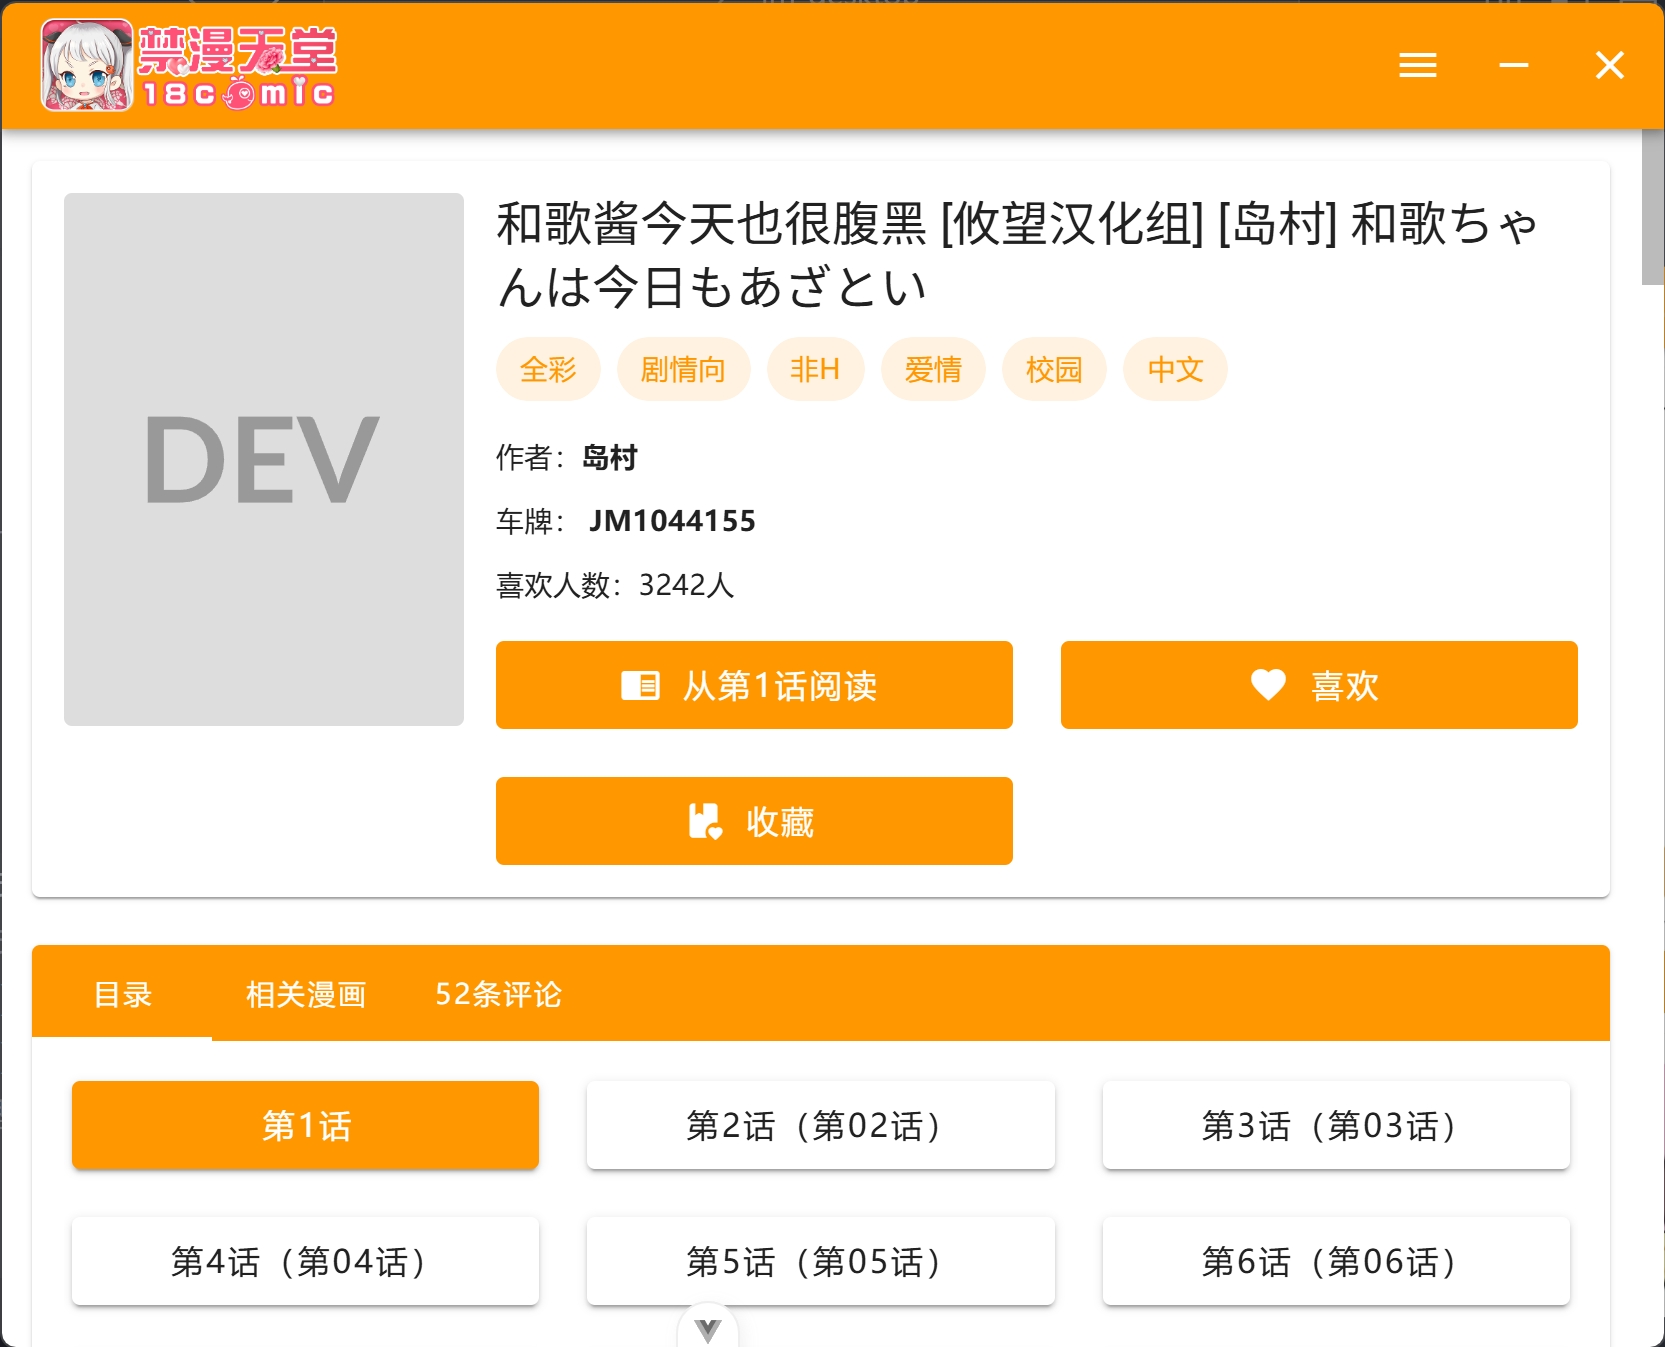 禁漫天堂
18comic
和歌酱今天也很腹黑 [攸望汉化组] [岛村] 和歌ちゃ
んは今日もあざとい
全彩 剧情向 非H 爱情 校园 中文
DEV
作者：岛村
车牌： JM1044155
喜欢人数：3242人
从第1话阅读 喜欢
收藏
目录 相关漫画 52条评论
第1话 第2话（第02话） 第3话（第03话）
第4话（第04话） 第5话（第05话） 第6话（第06话）